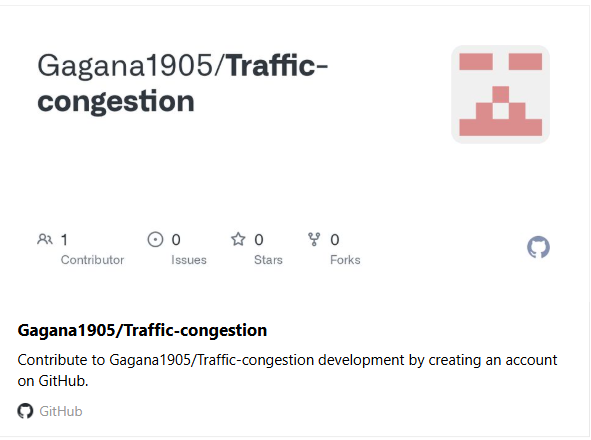 Gagana1905/Traffic-
congestion
1
Contributor
0
Issues
0
Stars
0
Forks
Gagana1905/Traffic-congestion
Contribute to Gagana1905/Traffic-congestion development by creating an account
on GitHub.
GitHub